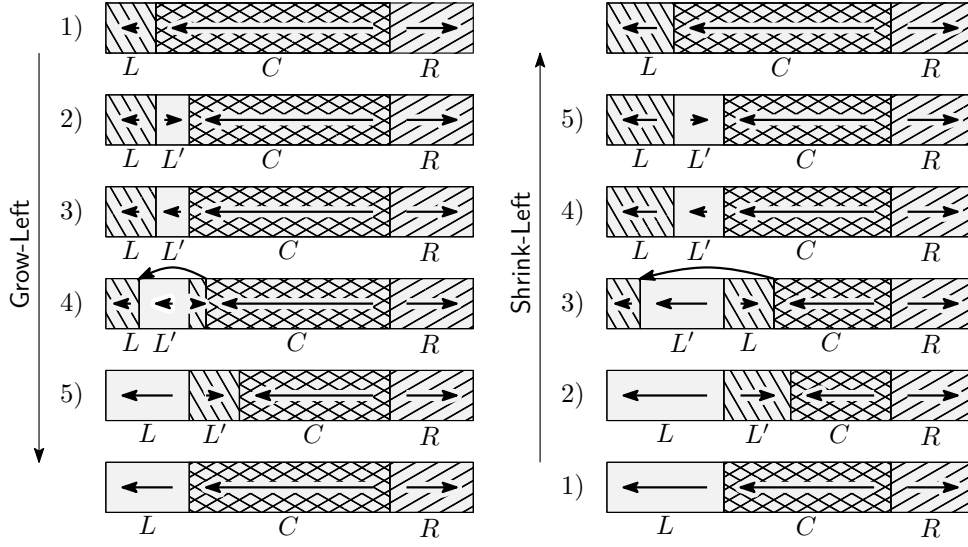 Grow-Left
1)
L C R
2)
L L′ C R
3)
L L′ C R
4)
L L′ C R
5)
L L′ C R
L C R
Shrink-Left
L C R
5)
L L′ C R
4)
L L′ C R
3)
L′ L C R
2)
L L′ C R
1)
L C R